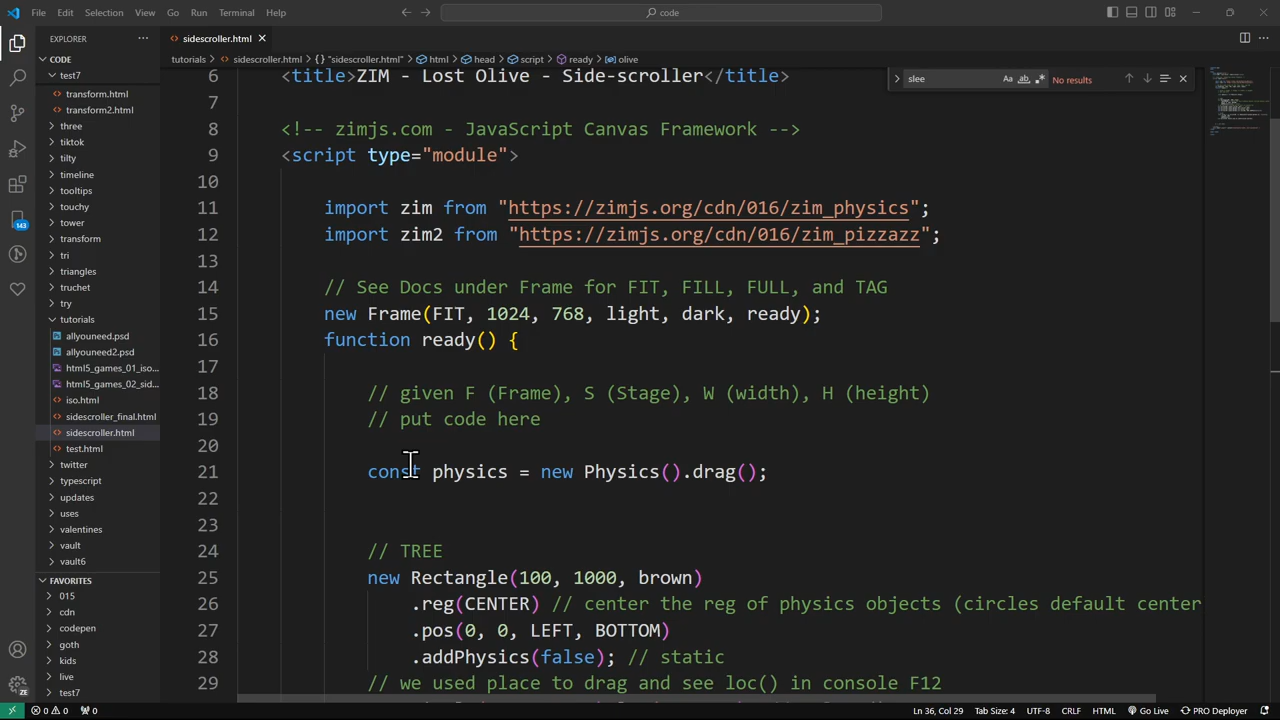 File Edit Selection View Go Run Terminal Help
code
EXPLORER
sidescroller.html
CODE
test7
transform.html
transform2.html
three
tiktok
tilty
timeline
tooltips
touchy
tower
transform
tri
triangles
truchet
try
tutorials
allyouneed.psd
allyouneed2.psd
html5_games_01_iso...
html5_games_02_sid...
iso.html
sidescroller_final.html
sidescroller.html
test.html
twitter
typescript
updates
uses
valentines
vault
vault6
FAVORITES
015
cdn
codepen
goth
kids
live
test7
143
ZE
tutorials > sidescroller.html > "sidescroller.html" > html > head > script > ready > olive
slee
No results
6 <title>ZIM - Lost Olive - Side-scroller</title>
7
8 <!-- zimjs.com - JavaScript Canvas Framework -->
9 <script type="module">
10
11 import zim from "https://zimjs.org/cdn/016/zim_physics";
12 import zim2 from "https://zimjs.org/cdn/016/zim_pizzazz";
13
14 // See Docs under Frame for FIT, FILL, FULL, and TAG
15 new Frame(FIT, 1024, 768, light, dark, ready);
16 function ready() {
17
18 // given F (Frame), S (Stage), W (width), H (height)
19 // put code here
20
21 const physics = new Physics().drag();
22
23
24 // TREE
25 new Rectangle(100, 1000, brown)
26 .reg(CENTER) // center the reg of physics objects (circles default center
27 .pos(0, 0, LEFT, BOTTOM)
28 .addPhysics(false); // static
29 // we used place to drag and see loc() in console F12
0 0 0 Ln 36, Col 29 Tab Size: 4 UTF-8 CRLF HTML Go Live PRO Deployer